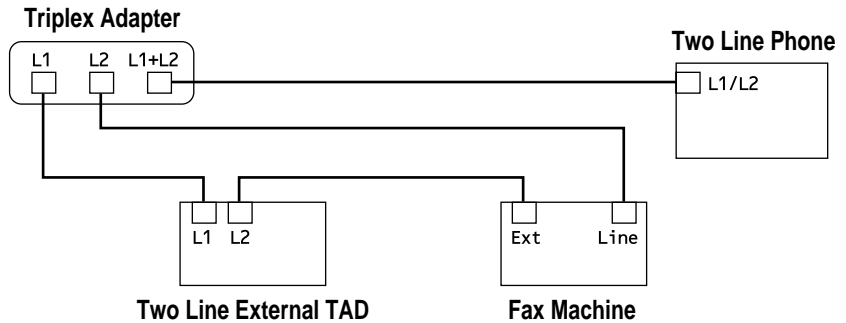 Triplex Adapter
Two Line Phone
L1 L2 L1+L2
L1/L2
L1 L2
Ext Line
Two Line External TAD
Fax Machine